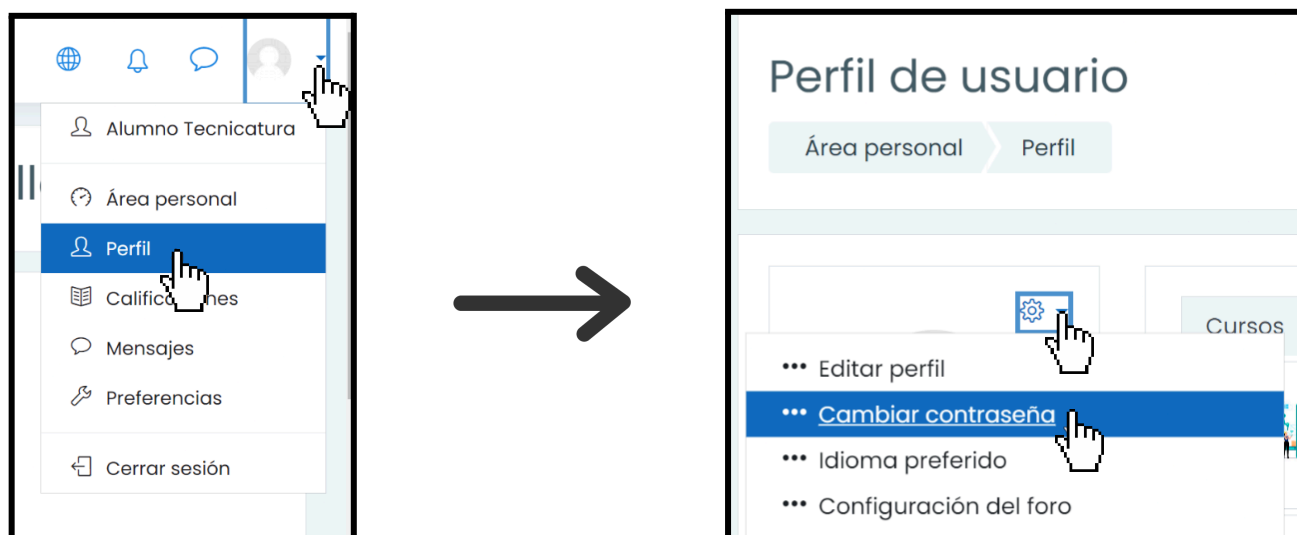 Alumno Tecnicatura
Área personal
Perfil
Mensajes
Preferencias
Cerrar sesión
Perfil de usuario
Área personal Perfil
Cursos
Editar perfil
Cambiar contraseña
Idioma preferido
Configuración del foro